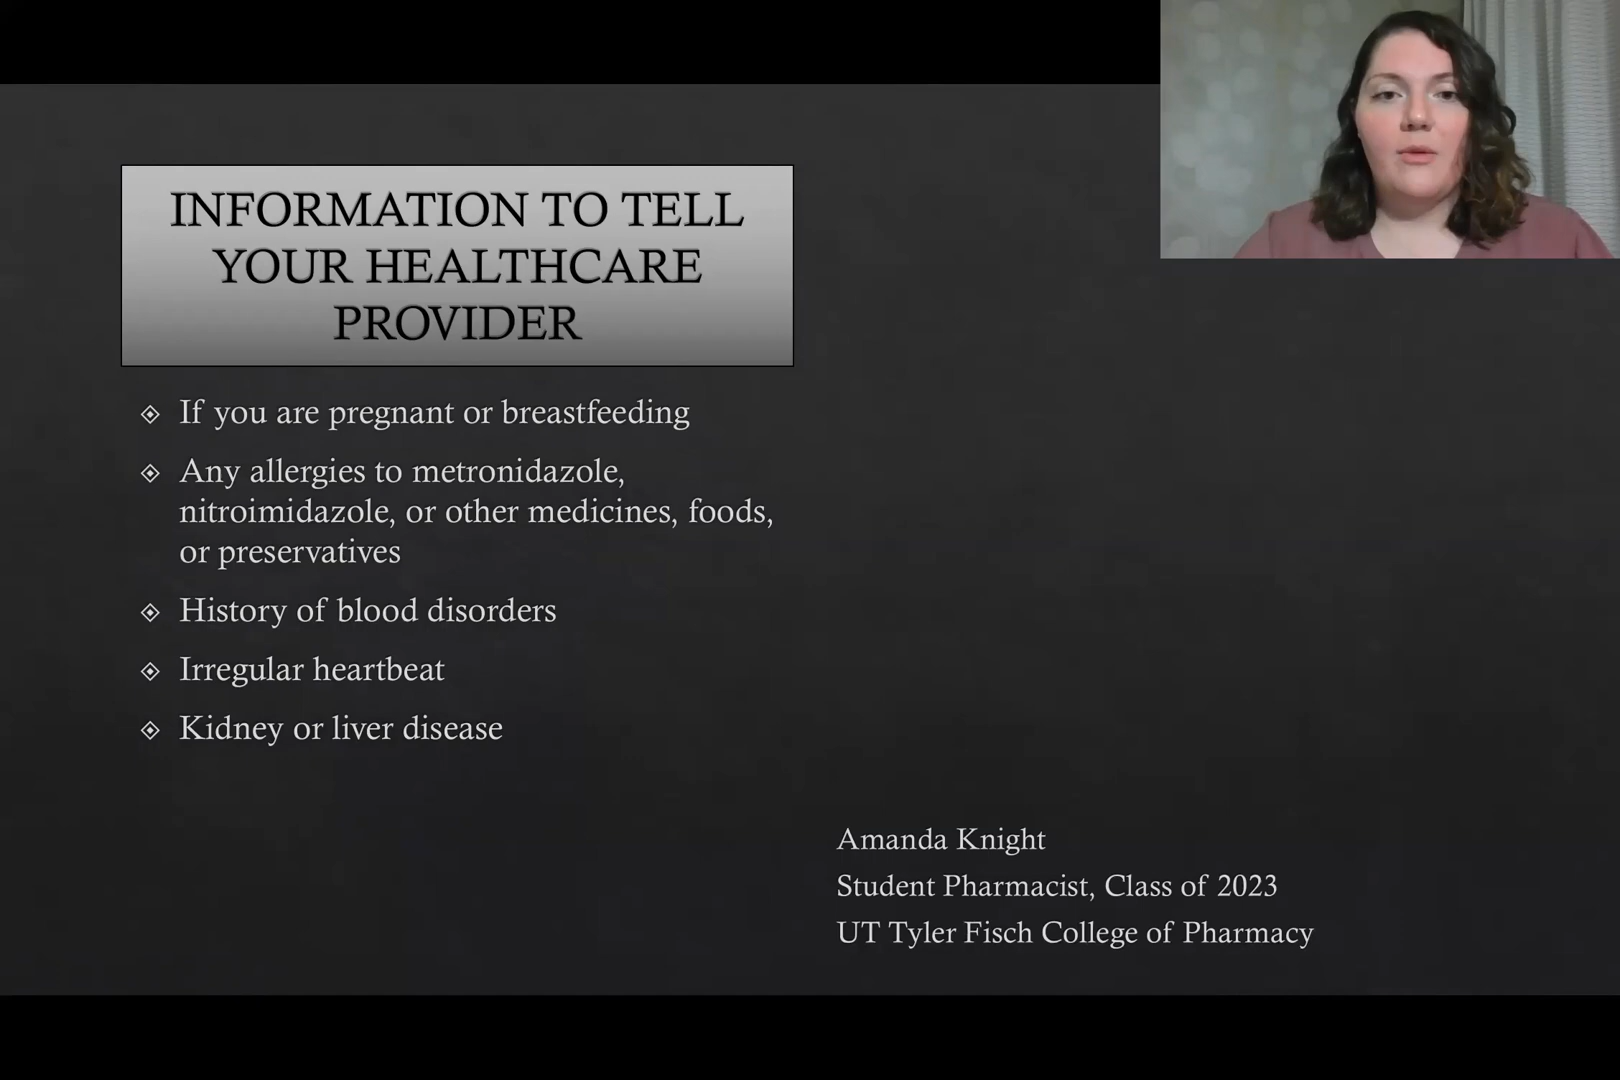 INFORMATION TO TELL
YOUR HEALTHCARE
PROVIDER
If you are pregnant or breastfeeding
Any allergies to metronidazole,
nitroimidazole, or other medicines, foods,
or preservatives
History of blood disorders
Irregular heartbeat
Kidney or liver disease
Amanda Knight
Student Pharmacist, Class of 2023
UT Tyler Fisch College of Pharmacy